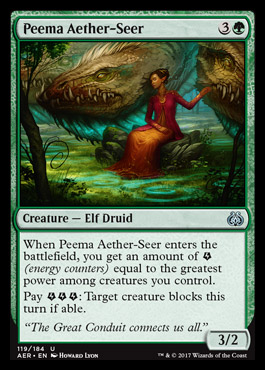 Peema Aether-Seer 3
Creature — Elf Druid
When Peema Aether-Seer enters the
battlefield, you get an amount of
(energy counters) equal to the greatest
power among creatures you control.
Pay : Target creature blocks this
turn if able.
“The Great Conduit connects us all.”
3/2
119/184 U
AER • EN Howard Lyon
™ & © 2017 Wizards of the Coast